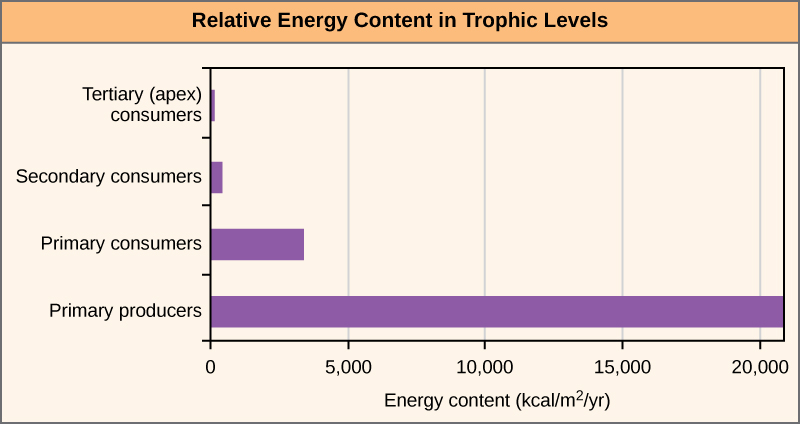 Relative Energy Content in Trophic Levels
Tertiary (apex)
consumers
Secondary consumers
Primary consumers
Primary producers
0 5,000 10,000 15,000 20,000
Energy content (kcal/m²/yr)